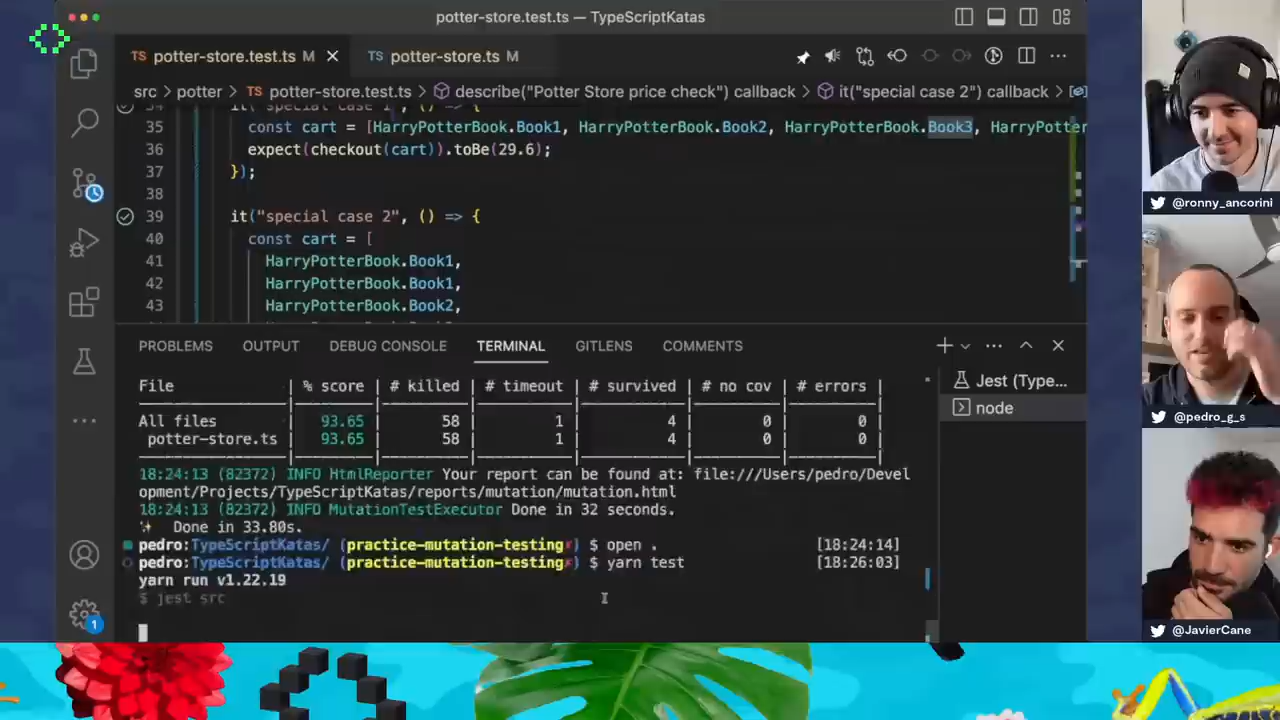 potter-store.test.ts — TypeScriptKatas
TS potter-store.test.ts M
TS potter-store.ts M
src > potter > TS potter-store.test.ts > describe("Potter Store price check") callback > it("special case 2") callback >
34 it("special case 1", () => {
35 const cart = [HarryPotterBook.Book1, HarryPotterBook.Book2, HarryPotterBook.Book3, HarryPotter
36 expect(checkout(cart)).toBe(29.6);
37 });
38
39 it("special case 2", () => {
40 const cart = [
41 HarryPotterBook.Book1,
42 HarryPotterBook.Book1,
43 HarryPotterBook.Book2,
PROBLEMS OUTPUT DEBUG CONSOLE TERMINAL GITLENS COMMENTS
File | % score | # killed | # timeout | # survived | # no cov | # errors |
All files | 93.65 | 58 | 1 | 4 | 0 | 0 |
potter-store.ts | 93.65 | 58 | 1 | 4 | 0 | 0 |
18:24:13 (82372) INFO HtmlReporter Your report can be found at: file:///Users/pedro/Devel
opment/Projects/TypeScriptKatas/reports/mutation/mutation.html
18:24:13 (82372) INFO MutationTestExecutor Done in 32 seconds.
✨ Done in 33.80s.
pedro:TypeScriptKatas/ (practice-mutation-testing✗) $ open . [18:24:14]
pedro:TypeScriptKatas/ (practice-mutation-testing✗) $ yarn test [18:26:03]
yarn run v1.22.19
$ jest src
Jest (Type...
node
1
@ronny_ancorini
@pedro_g_s
@JavierCane